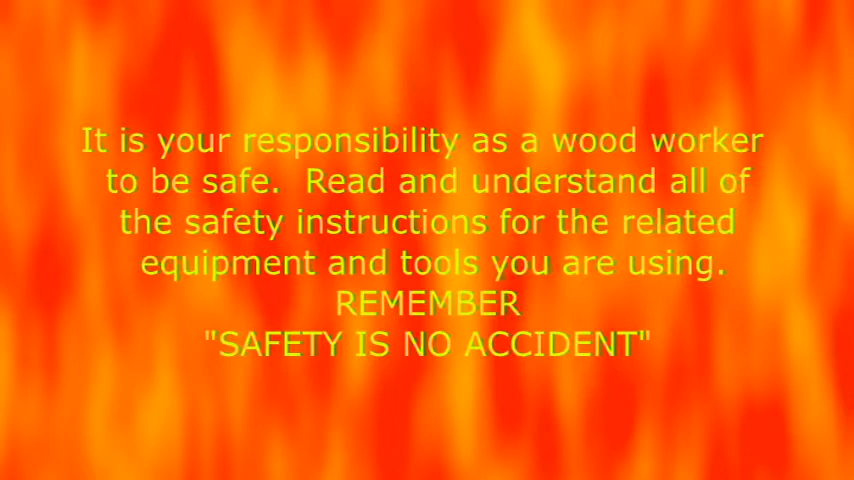 It is your responsibility as a wood worker
to be safe.  Read and understand all of
the safety instructions for the related
equipment and tools you are using.
REMEMBER
"SAFETY IS NO ACCIDENT"